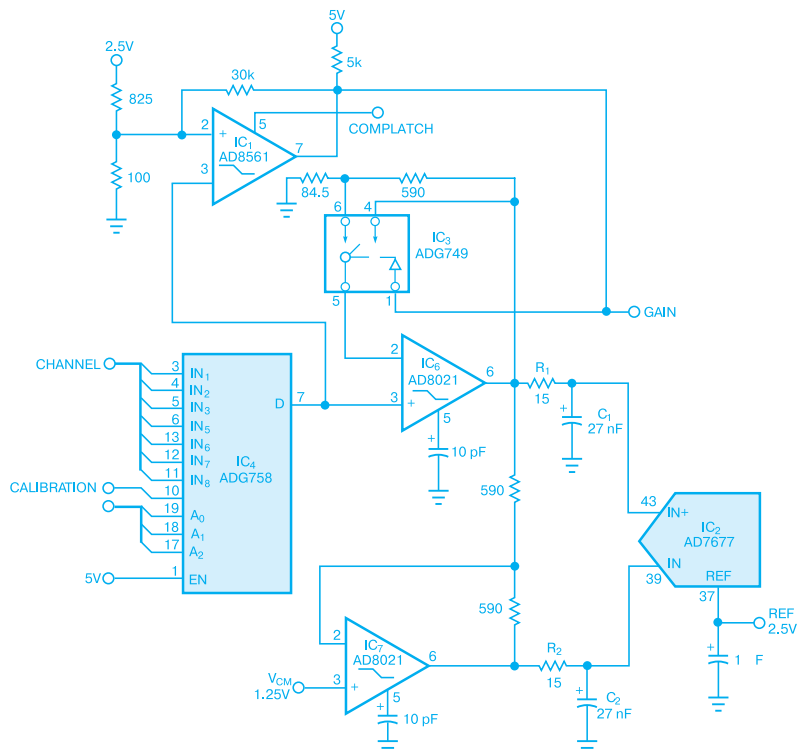 5V
2.5V
5k
30k
825
2
+
5
COMPLATCH
IC1
AD8561
7
3
100
84.5
590
6
4
IC3
ADG749
5
1
GAIN
CHANNEL
3 IN1
4 IN2
5 IN3
6 IN5
13 IN6
12 IN7
11 IN8
D
7
IC4
ADG758
CALIBRATION
10
19 A0
18 A1
17 A2
5V
1
EN
2
IC6
AD8021
6
3
+
5
+
10 pF
R1
15
+
C1
27 nF
590
43
IN+
IC2
AD7677
IN
39
REF
37
REF
2.5V
+
1 F
590
2
IC7
AD8021
6
VCM
1.25V
3
+
5
+
10 pF
R2
15
+
C2
27 nF